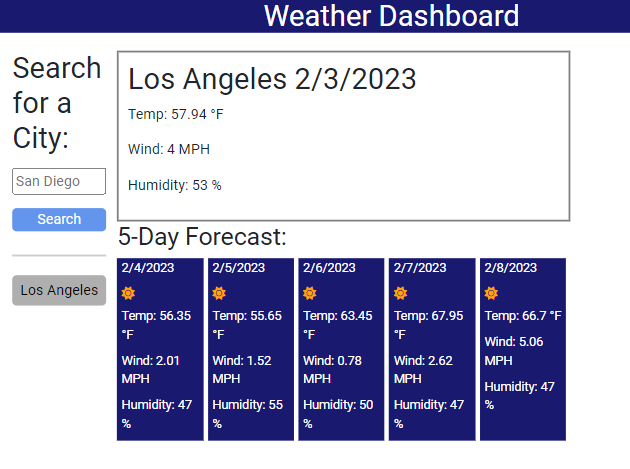 Weather Dashboard
Search
for a
City:
San Diego
Search
Los Angeles
Los Angeles 2/3/2023
Temp: 57.94 °F
Wind: 4 MPH
Humidity: 53 %
5-Day Forecast:
2/4/2023
Temp: 56.35
°F
Wind: 2.01
MPH
Humidity: 47
%
2/5/2023
Temp: 55.65
°F
Wind: 1.52
MPH
Humidity: 55
%
2/6/2023
Temp: 63.45
°F
Wind: 0.78
MPH
Humidity: 50
%
2/7/2023
Temp: 67.95
°F
Wind: 2.62
MPH
Humidity: 47
%
2/8/2023
Temp: 66.7 °F
Wind: 5.06
MPH
Humidity: 47
%